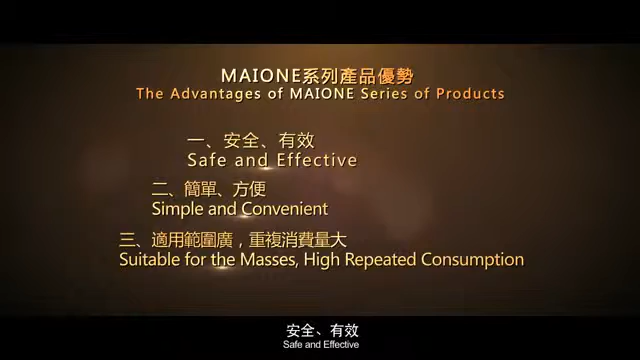 MAIONE系列產品優勢
The Advantages of MAIONE Series of Products
一、安全、有效
Safe and Effective
二、簡單、方便
Simple and Convenient
三、適用範圍廣，重複消費量大
Suitable for the Masses, High Repeated Consumption
安全、有效
Safe and Effective